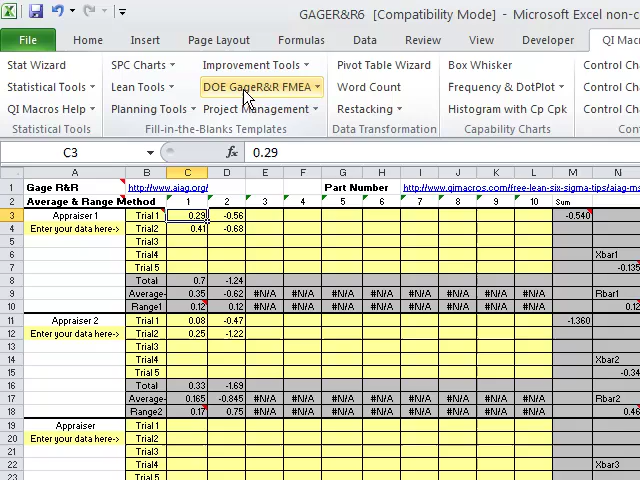 GAGER&R6 [Compatibility Mode] - Microsoft Excel non-c
File Home Insert Page Layout Formulas Data Review View Developer QI Mac
Stat Wizard SPC Charts Improvement Tools Pivot Table Wizard Box Whisker Control Cha
Statistical Tools Lean Tools DOE GageR&R FMEA Word Count Frequency & DotPlot Control Cha
QI Macros Help Planning Tools Project Management Restacking Histogram with Cp Cpk Control Cha
Statistical Tools Fill-in-the-Blanks Templates Data Transformation Capability Charts Con
C3 fx 0.29
A B C D E F G H I J K L M N
1 Gage R&R http://www.aiag.org/ Part Number http://www.qimacros.com/free-lean-six-sigma-tips/aiag-ms
2 Average & Range Method 1 2 3 4 5 6 7 8 9 10 Sum
3 Appraiser 1 Trial 1 0.29 -0.56 -0.540
4 Enter your data here-> Trial2 0.41 -0.68
5 Trial3
6 Trial4 Xbar1
7 Trial 5 -0.135
8 Total 0.7 -1.24
9 Average- 0.35 -0.62 #N/A #N/A #N/A #N/A #N/A #N/A #N/A #N/A Rbar1
10 Range1 0.12 0.12 #N/A #N/A #N/A #N/A #N/A #N/A #N/A #N/A 0.12
11 Appraiser 2 Trial 1 0.08 -0.47 -1.360
12 Enter your data here-> Trial2 0.25 -1.22
13 Trial3
14 Trial4 Xbar2
15 Trial 5 -0.34
16 Total 0.33 -1.69
17 Average- 0.165 -0.845 #N/A #N/A #N/A #N/A #N/A #N/A #N/A #N/A Rbar2
18 Range2 0.17 0.75 #N/A #N/A #N/A #N/A #N/A #N/A #N/A #N/A 0.46
19 Appraiser Trial 1
20 Enter your data here-> Trial2
21 Trial3
22 Trial4 Xbar3
23 Trial 5